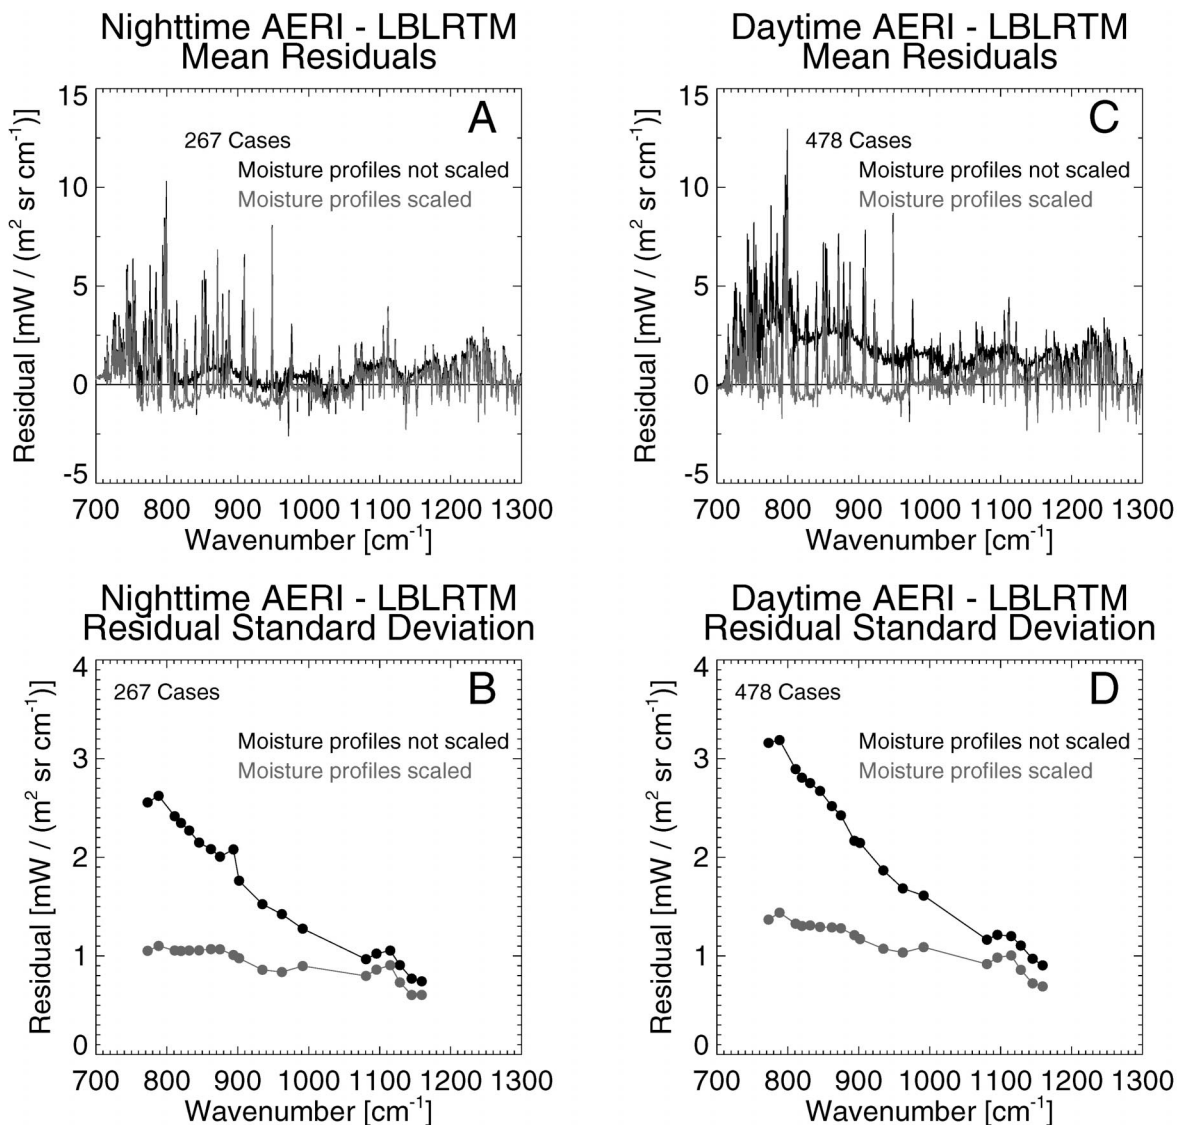 Nighttime AERI - LBLRTM
Mean Residuals
15
10
5
0
-5
Residual [mW / (m² sr cm⁻¹)]
A
267 Cases
Moisture profiles not scaled
Moisture profiles scaled
700 800 900 1000 1100 1200 1300
Wavenumber [cm⁻¹]
Daytime AERI - LBLRTM
Mean Residuals
15
10
5
0
-5
Residual [mW / (m² sr cm⁻¹)]
C
478 Cases
Moisture profiles not scaled
Moisture profiles scaled
700 800 900 1000 1100 1200 1300
Wavenumber [cm⁻¹]
Nighttime AERI - LBLRTM
Residual Standard Deviation
4
3
2
1
0
Residual [mW / (m² sr cm⁻¹)]
B
267 Cases
Moisture profiles not scaled
Moisture profiles scaled
700 800 900 1000 1100 1200 1300
Wavenumber [cm⁻¹]
Daytime AERI - LBLRTM
Residual Standard Deviation
4
3
2
1
0
Residual [mW / (m² sr cm⁻¹)]
D
478 Cases
Moisture profiles not scaled
Moisture profiles scaled
700 800 900 1000 1100 1200 1300
Wavenumber [cm⁻¹]